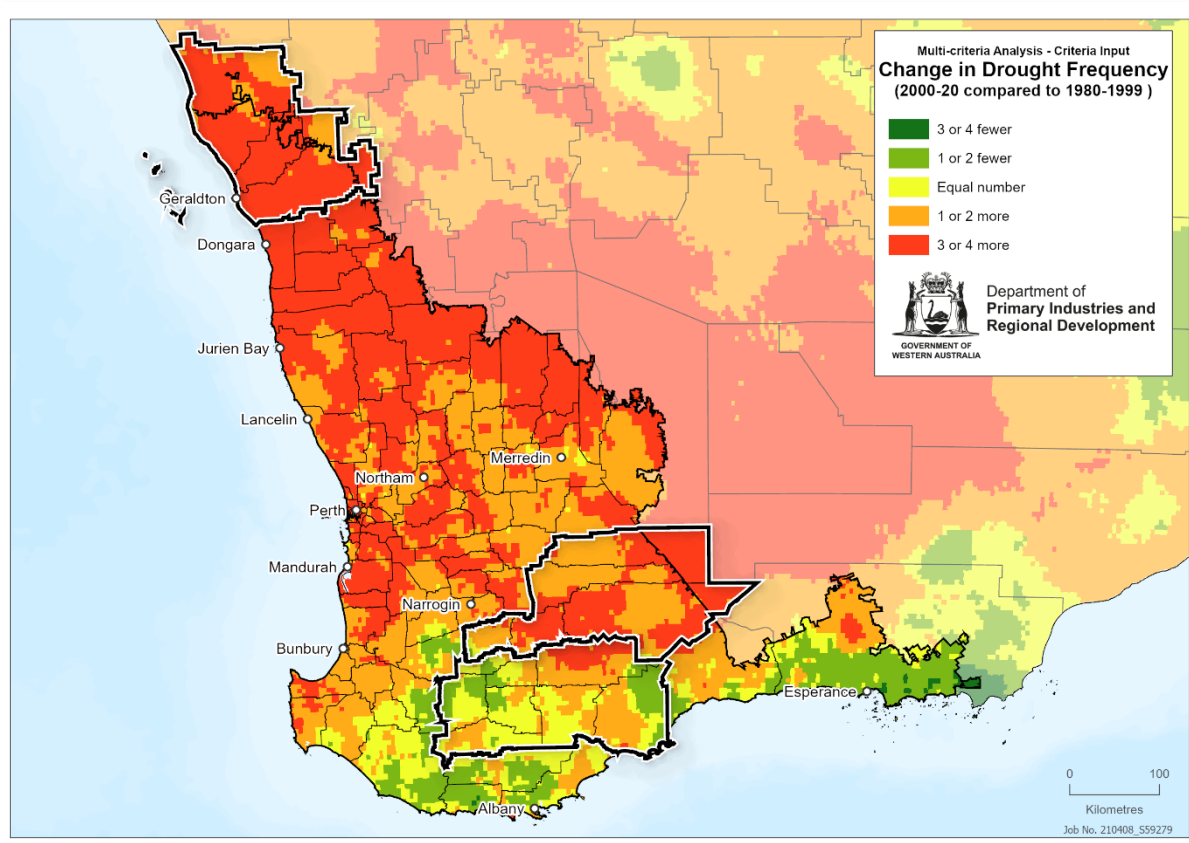 Multi-criteria Analysis - Criteria Input
Change in Drought Frequency
(2000-20 compared to 1980-1999 )
3 or 4 fewer
1 or 2 fewer
Equal number
1 or 2 more
3 or 4 more
GOVERNMENT OF
WESTERN AUSTRALIA
Department of
Primary Industries and
Regional Development
Geraldton
Dongara
Jurien Bay
Lancelin
Merredin
Northam
Perth
Mandurah
Narrogin
Bunbury
Esperance
Albany
0 100
Kilometres
Job No. 210408_S59279